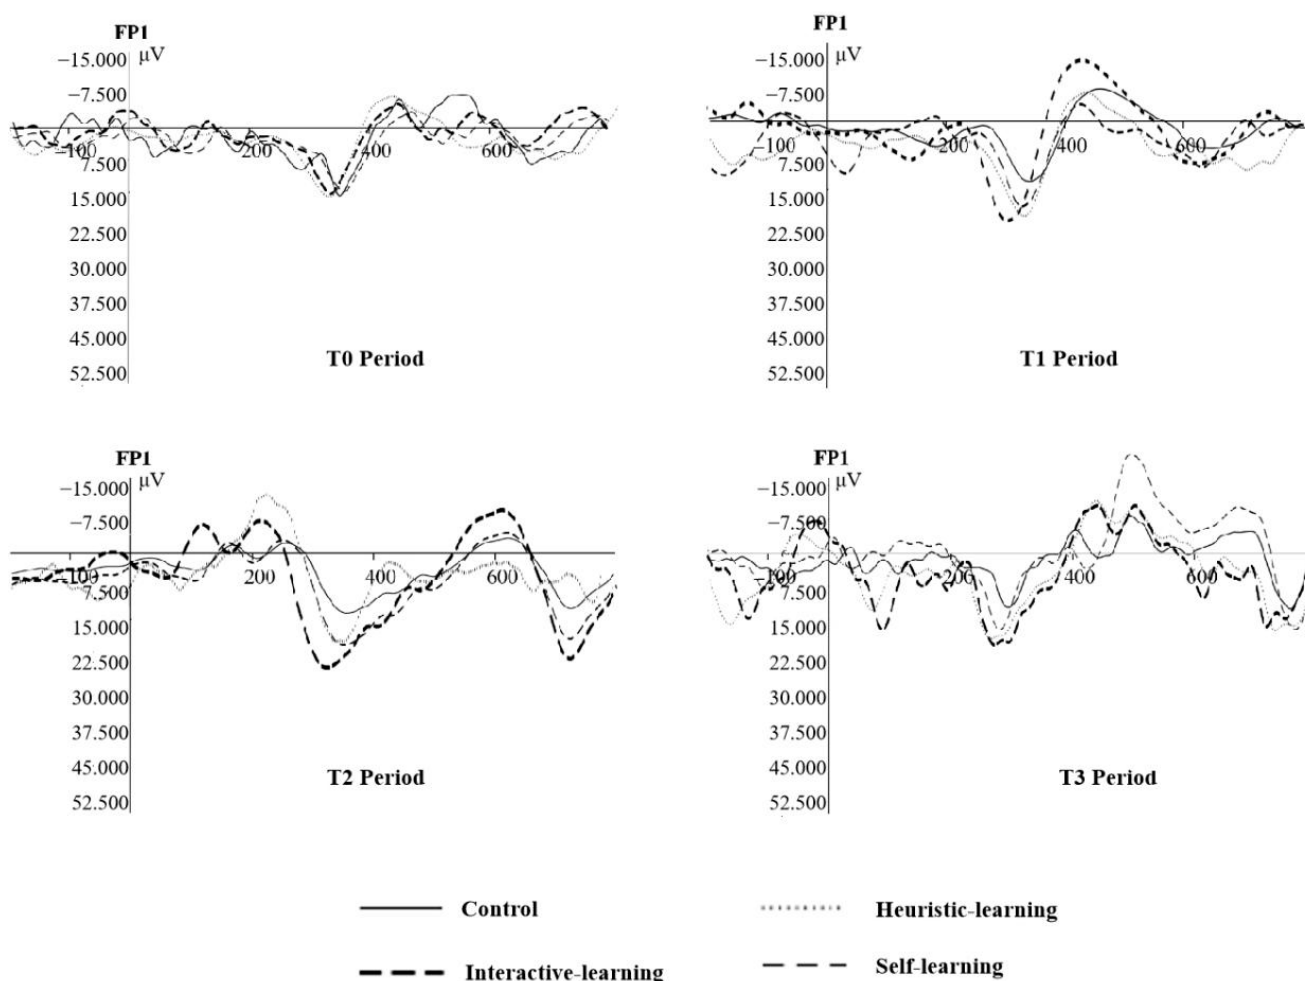 FP1
−15.000 μV
−7.500
−100 200 400 600
7.500
15.000
22.500
30.000
37.500
45.000
52.500
T0 Period
FP1
−15.000 μV
−7.500
−100 200 400 600
7.500
15.000
22.500
30.000
37.500
45.000
52.500
T1 Period
FP1
−15.000 μV
−7.500
−100 200 400 600
7.500
15.000
22.500
30.000
37.500
45.000
52.500
T2 Period
FP1
−15.000 μV
−7.500
−100 200 400 600
7.500
15.000
22.500
30.000
37.500
45.000
52.500
T3 Period
Control
Heuristic-learning
Interactive-learning
Self-learning